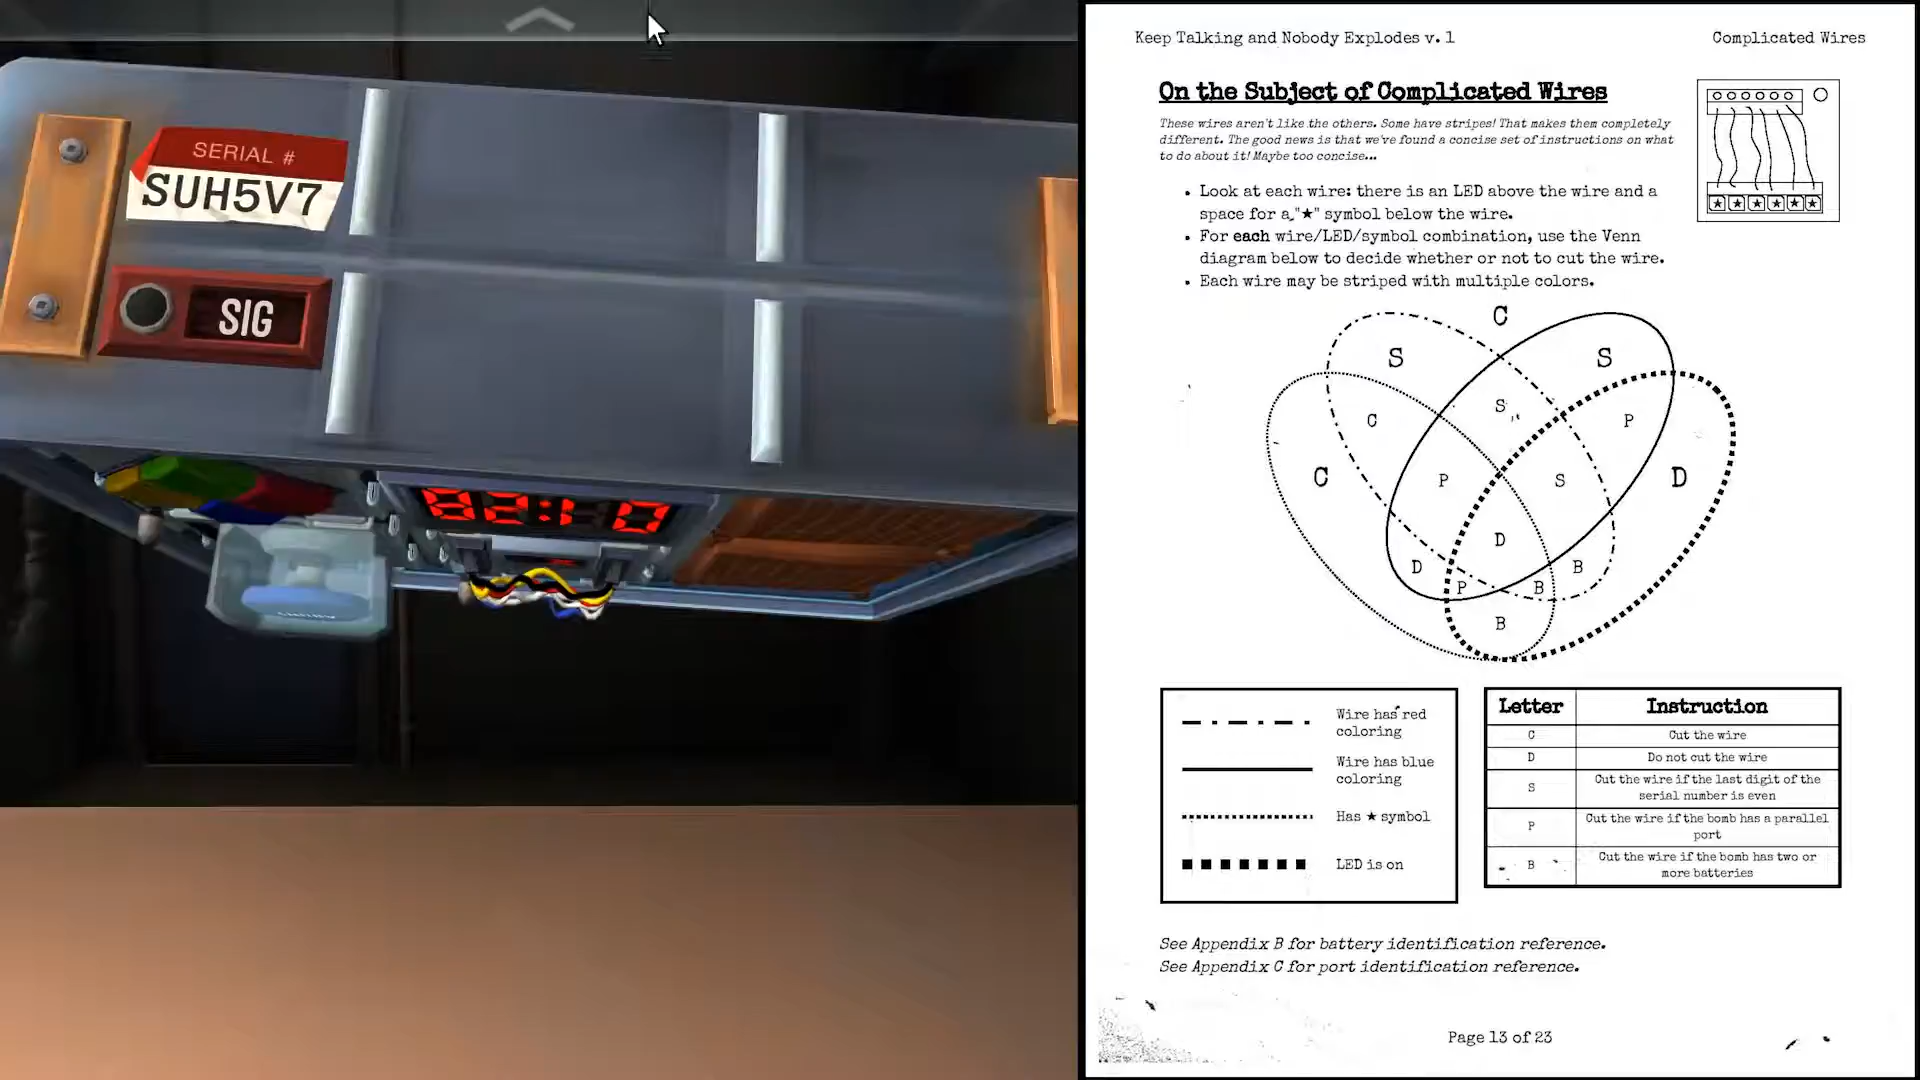 SERIAL #
SUH5V7
SIG
02:10
Keep Talking and Nobody Explodes v. 1
Complicated Wires
On the Subject of Complicated Wires
These wires aren't like the others. Some have stripes! That makes them completely
different. The good news is that we've found a concise set of instructions on what
to do about it! Maybe too concise...
• Look at each wire: there is an LED above the wire and a
space for a "★" symbol below the wire.
• For each wire/LED/symbol combination, use the Venn
diagram below to decide whether or not to cut the wire.
• Each wire may be striped with multiple colors.
C
S S
S
C P
C P S D
D
D B
P B
B
Wire has red
coloring
Wire has blue
coloring
Has ★ symbol
LED is on
Letter Instruction
C Cut the wire
D Do not cut the wire
S Cut the wire if the last digit of the
serial number is even
P Cut the wire if the bomb has a parallel
port
B Cut the wire if the bomb has two or
more batteries
See Appendix B for battery identification reference.
See Appendix C for port identification reference.
Page 13 of 23